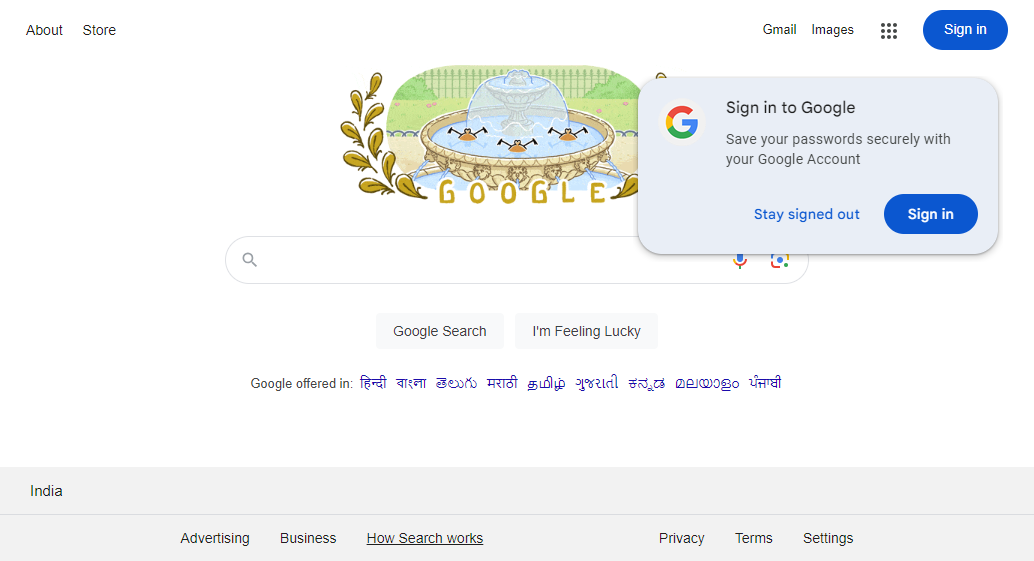 About Store Gmail Images Sign in
Sign in to Google
Save your passwords securely with
your Google Account
Stay signed out Sign in
GOOGLE
Google Search I'm Feeling Lucky
Google offered in: हिन्दी বাংলা తెలుగు मराठी தமிழ் ગુજરાતી ಕನ್ನಡ മലയാളം ਪੰਜਾਬੀ
India
Advertising Business How Search works Privacy Terms Settings